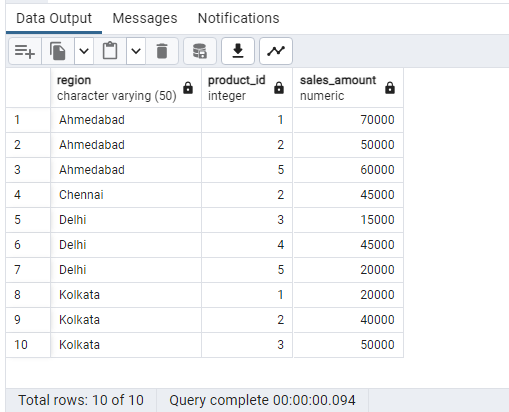 Data Output Messages Notifications
region product_id sales_amount
character varying (50) integer numeric
1 Ahmedabad 1 70000
2 Ahmedabad 2 50000
3 Ahmedabad 5 60000
4 Chennai 2 45000
5 Delhi 3 15000
6 Delhi 4 45000
7 Delhi 5 20000
8 Kolkata 1 20000
9 Kolkata 2 40000
10 Kolkata 3 50000
Total rows: 10 of 10 Query complete 00:00:00.094